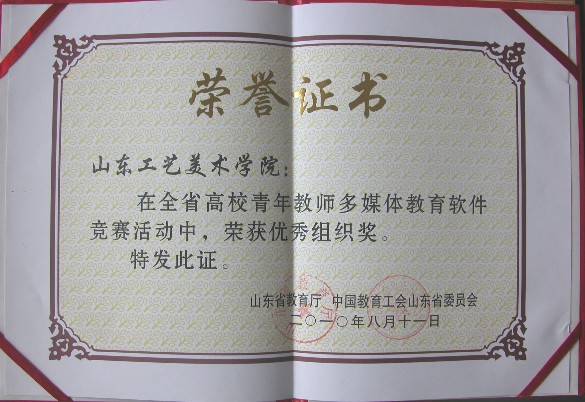 荣誉证书
山东工艺美术学院：
在全省高校青年教师多媒体教育软件
竞赛活动中，荣获优秀组织奖。
特发此证。
山东省教育厅 中国教育工会山东省委员会
二〇一〇年八月十一日